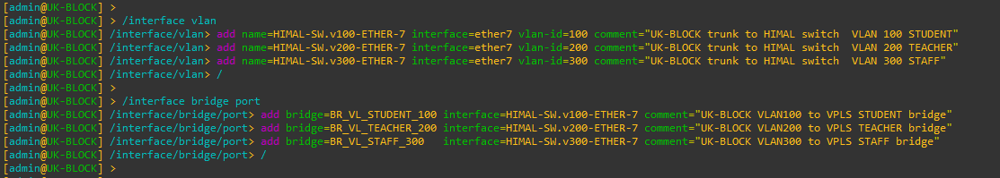 [admin@UK-BLOCK] >
[admin@UK-BLOCK] > /interface vlan
[admin@UK-BLOCK] /interface/vlan> add name=HIMAL-SW.v100-ETHER-7 interface=ether7 vlan-id=100 comment="UK-BLOCK trunk to HIMAL switch  VLAN 100 STUDENT"
[admin@UK-BLOCK] /interface/vlan> add name=HIMAL-SW.v200-ETHER-7 interface=ether7 vlan-id=200 comment="UK-BLOCK trunk to HIMAL switch  VLAN 200 TEACHER"
[admin@UK-BLOCK] /interface/vlan> add name=HIMAL-SW.v300-ETHER-7 interface=ether7 vlan-id=300 comment="UK-BLOCK trunk to HIMAL switch  VLAN 300 STAFF"
[admin@UK-BLOCK] /interface/vlan> /
[admin@UK-BLOCK] >
[admin@UK-BLOCK] > /interface bridge port
[admin@UK-BLOCK] /interface/bridge/port> add bridge=BR_VL_STUDENT_100 interface=HIMAL-SW.v100-ETHER-7 comment="UK-BLOCK VLAN100 to VPLS STUDENT bridge"
[admin@UK-BLOCK] /interface/bridge/port> add bridge=BR_VL_TEACHER_200 interface=HIMAL-SW.v200-ETHER-7 comment="UK-BLOCK VLAN200 to VPLS TEACHER bridge"
[admin@UK-BLOCK] /interface/bridge/port> add bridge=BR_VL_STAFF_300   interface=HIMAL-SW.v300-ETHER-7 comment="UK-BLOCK VLAN300 to VPLS STAFF bridge"
[admin@UK-BLOCK] /interface/bridge/port> /
[admin@UK-BLOCK] >